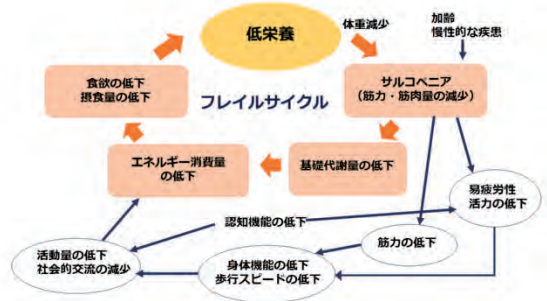 低栄養
体重減少
加齢
慢性的な疾患
食欲の低下
摂食量の低下
フレイルサイクル
サルコペニア
（筋力・筋肉量の減少）
エネルギー消費量
の低下
基礎代謝量の低下
易疲労性
活力の低下
認知機能の低下
筋力の低下
活動量の低下
社会的交流の減少
身体機能の低下
歩行スピードの低下